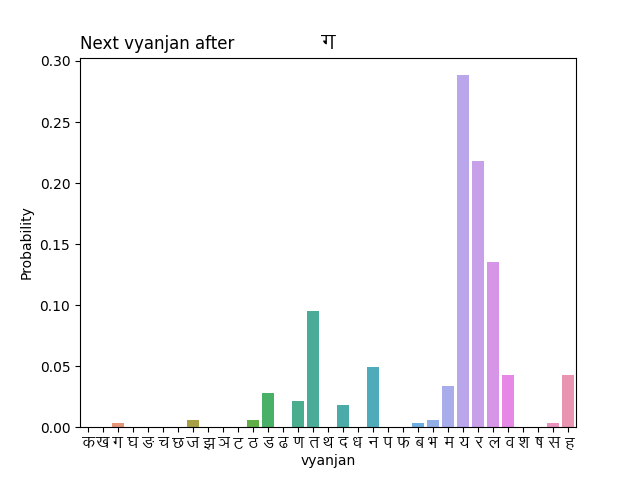 Next vyanjan after ग
0.30
0.25
0.20
0.15
0.10
0.05
0.00
Probability
क ख ग घ ङ च छ ज झ ञ ट ठ ड ढ ण त थ द ध न प फ ब भ म य र ल व श ष स ह
vyanjan